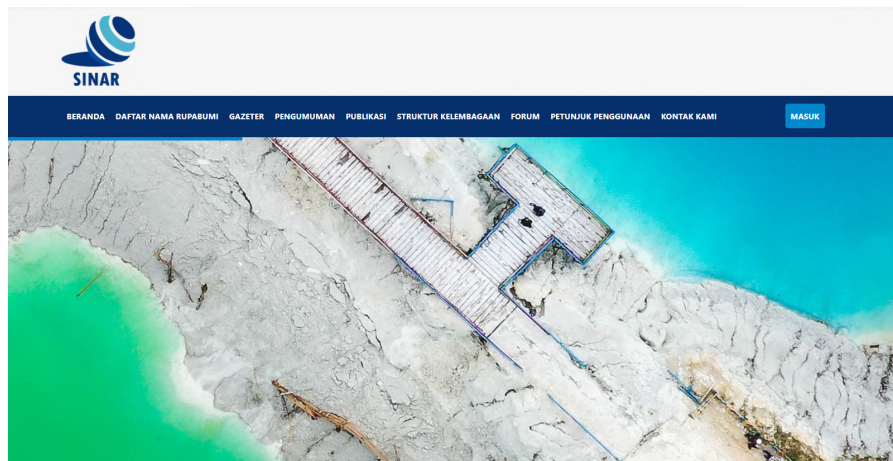 SINAR
BERANDA DAFTAR NAMA RUPABUMI GAZETER PENGUMUMAN PUBLIKASI STRUKTUR KELEMBAGAAN FORUM PETUNJUK PENGGUNAAN KONTAK KAMI MASUK